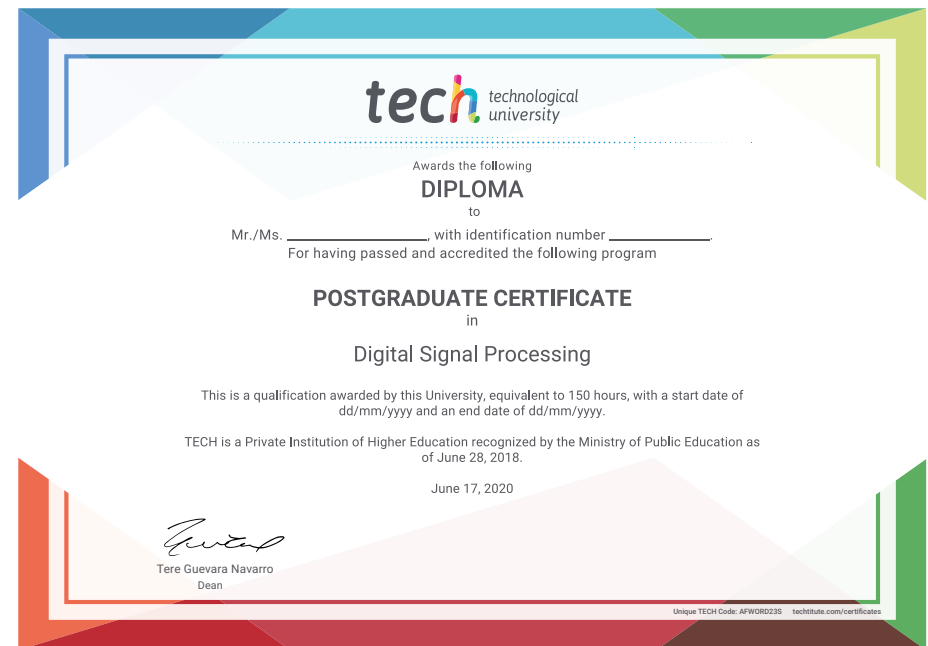 tech technological
university
Awards the following
DIPLOMA
to
Mr./Ms. ____________, with identification number ____________.
For having passed and accredited the following program
POSTGRADUATE CERTIFICATE
in
Digital Signal Processing
This is a qualification awarded by this University, equivalent to 150 hours, with a start date of
dd/mm/yyyy and an end date of dd/mm/yyyy.
TECH is a Private Institution of Higher Education recognized by the Ministry of Public Education as
of June 28, 2018.
June 17, 2020
Tere Guevara Navarro
Dean
Unique TECH Code: AFWORD23S techtitute.com/certificates